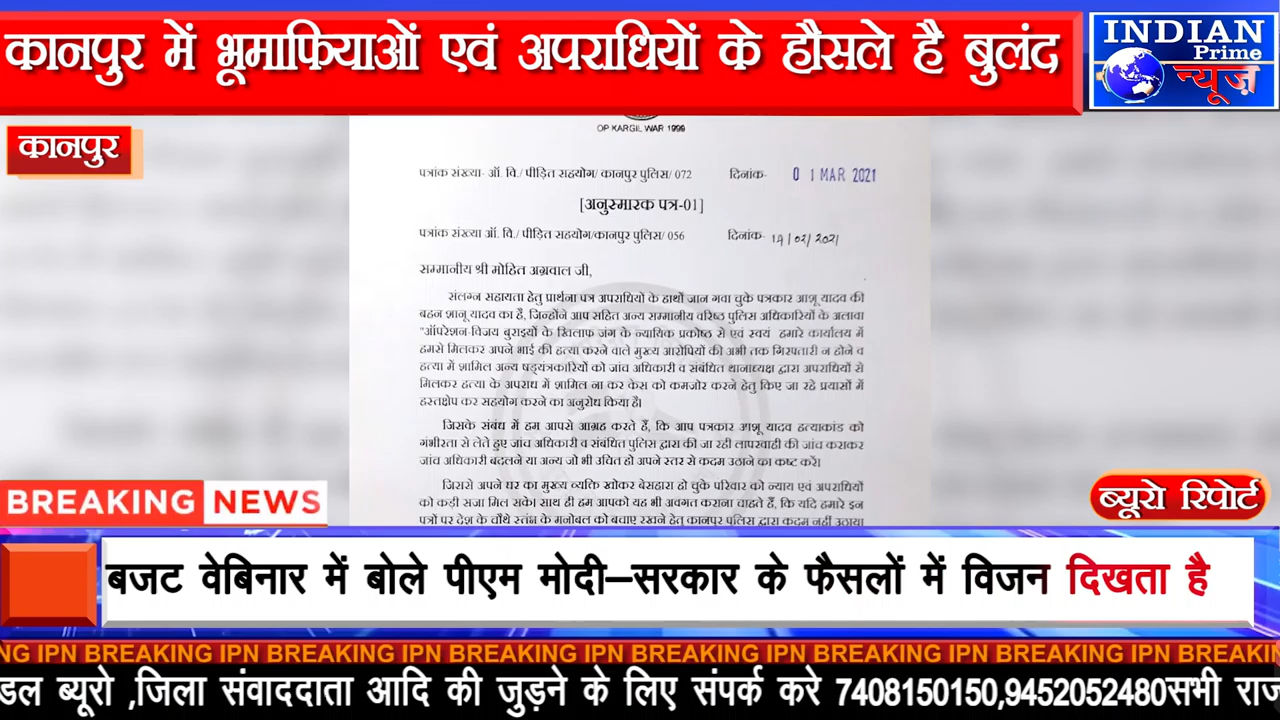 कानपुर में भूमाफियाओं एवं अपराधियों के हौसले है बुलंद
INDIAN
Prime
न्यूज़
कानपुर
OP KARGIL WAR 1999
पत्रांक संख्या- ऑ. वि./ पीड़ित सहयोग/ कानपुर पुलिस/ 072 दिनांक- 0 1 MAR 2021
[अनुस्मारक पत्र-01]
पत्रांक संख्या ऑ. वि./ पीड़ित सहयोग/कानपुर पुलिस/ 056 दिनांक- 19/02/2021
सम्मानीय श्री मोहित अग्रवाल जी,
संलग्न सहायता हेतु प्रार्थना पत्र अपराधियों के हाथों जान गवा चुके पत्रकार आशू यादव की
बहन शानू यादव का है, जिन्होंने आप सहित अन्य सम्मानीय वरिष्ठ पुलिस अधिकारियों के अलावा
"ऑपरेशन-विजय बुराइयों के खिलाफ जंग के न्यायिक प्रकोष्ठ से एवं स्वयं हमारे कार्यालय में
हमसे मिलकर अपने भाई की हत्या करने वाले मुख्य आरोपियों की अभी तक गिरफ्तारी न होने व
हत्या में शामिल अन्य षड्यंत्रकारियों को जांच अधिकारी व संबंधित थानाध्यक्ष द्वारा अपराधियों से
मिलकर हत्या के अपराध में शामिल ना कर केस को कमजोर करने हेतु किए जा रहे प्रयासों में
हस्तक्षेप कर सहयोग करने का अनुरोध किया है।
जिसके संबंध में हम आपसे आग्रह करते हैं, कि आप पत्रकार आशू यादव हत्याकांड को
गंभीरता से लेते हुए जांच अधिकारी व संबंधित पुलिस द्वारा की जा रही लापरवाही की जांच कराकर
जांच अधिकारी बदलने या अन्य जो भी उचित हो अपने स्तर से कदम उठाने का कष्ट करें।
जिससे अपने घर का मुख्य व्यक्ति खोकर बेसहारा हो चुके परिवार को न्याय एवं अपराधियों
को कड़ी सजा मिल सके। साथ ही हम आपको यह भी अवगत कराना चाहते हैं, कि यदि हमारे इन
पत्रों पर देश के चौथे स्तंभ के मनोबल को बचाए रखने हेतु कानपुर पुलिस द्वारा कदम नहीं उठाया
BREAKING NEWS
ब्यूरो रिपोर्ट
बजट वेबिनार में बोले पीएम मोदी–सरकार के फैसलों में विजन दिखता है
NG IPN BREAKING IPN BREAKING IPN BREAKING IPN BREAKING IPN BREAKING IPN BREAKING IPN BREAKIN
डल ब्यूरो ,जिला संवाददाता आदि की जुड़ने के लिए संपर्क करे 7408150150,9452052480सभी राज